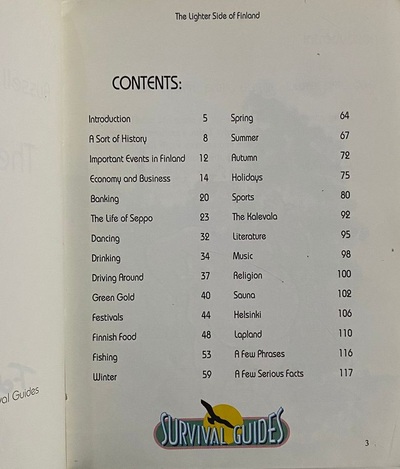 The Lighter Side of Finland
CONTENTS:
Introduction 5
A Sort of History 8
Important Events in Finland 12
Economy and Business 14
Banking 20
The Life of Seppo 23
Dancing 32
Drinking 34
Driving Around 37
Green Gold 40
Festivals 44
Finnish Food 48
Fishing 53
Winter 59
Spring 64
Summer 67
Autumn 72
Holidays 75
Sports 80
The Kalevala 92
Literature 95
Music 98
Religion 100
Sauna 102
Helsinki 106
Lapland 110
A Few Phrases 116
A Few Serious Facts 117
SURVIVAL GUIDES
3
val Guides